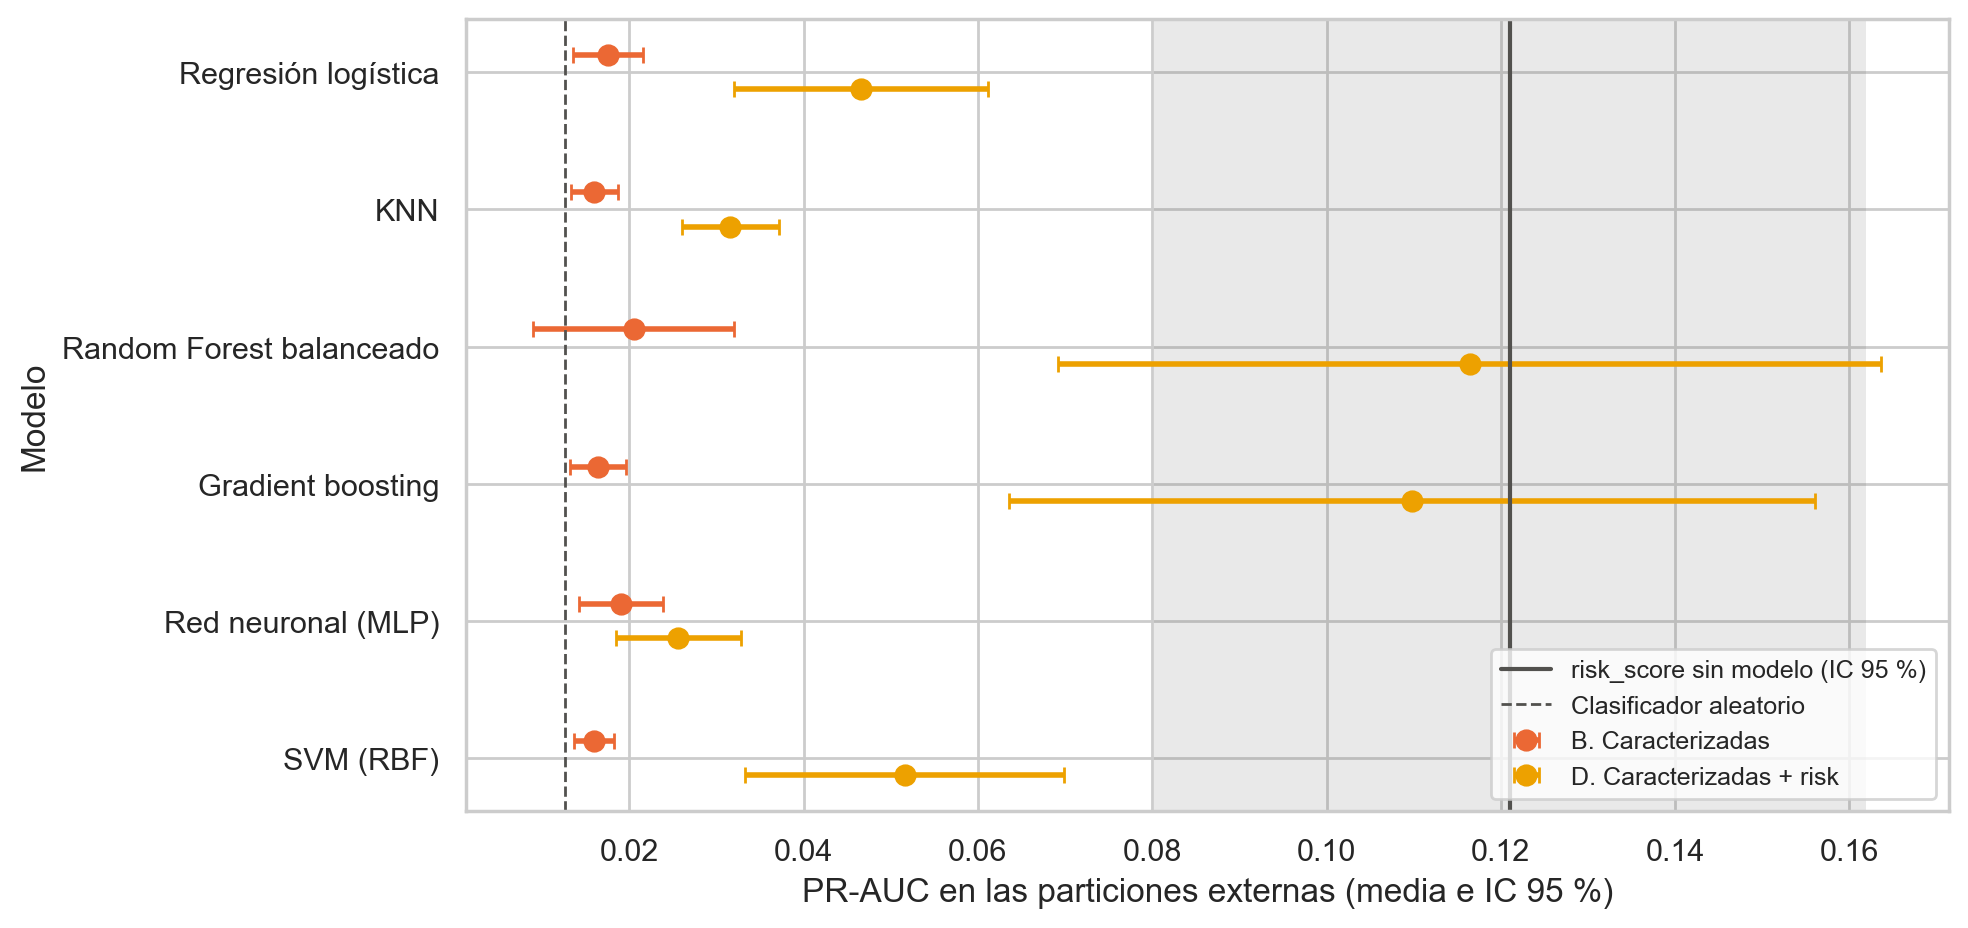 Regresión logística
KNN
Random Forest balanceado
Gradient boosting
Red neuronal (MLP)
SVM (RBF)
Modelo
risk_score sin modelo (IC 95 %)
Clasificador aleatorio
B. Caracterizadas
D. Caracterizadas + risk
0.02 0.04 0.06 0.08 0.10 0.12 0.14 0.16
PR-AUC en las particiones externas (media e IC 95 %)